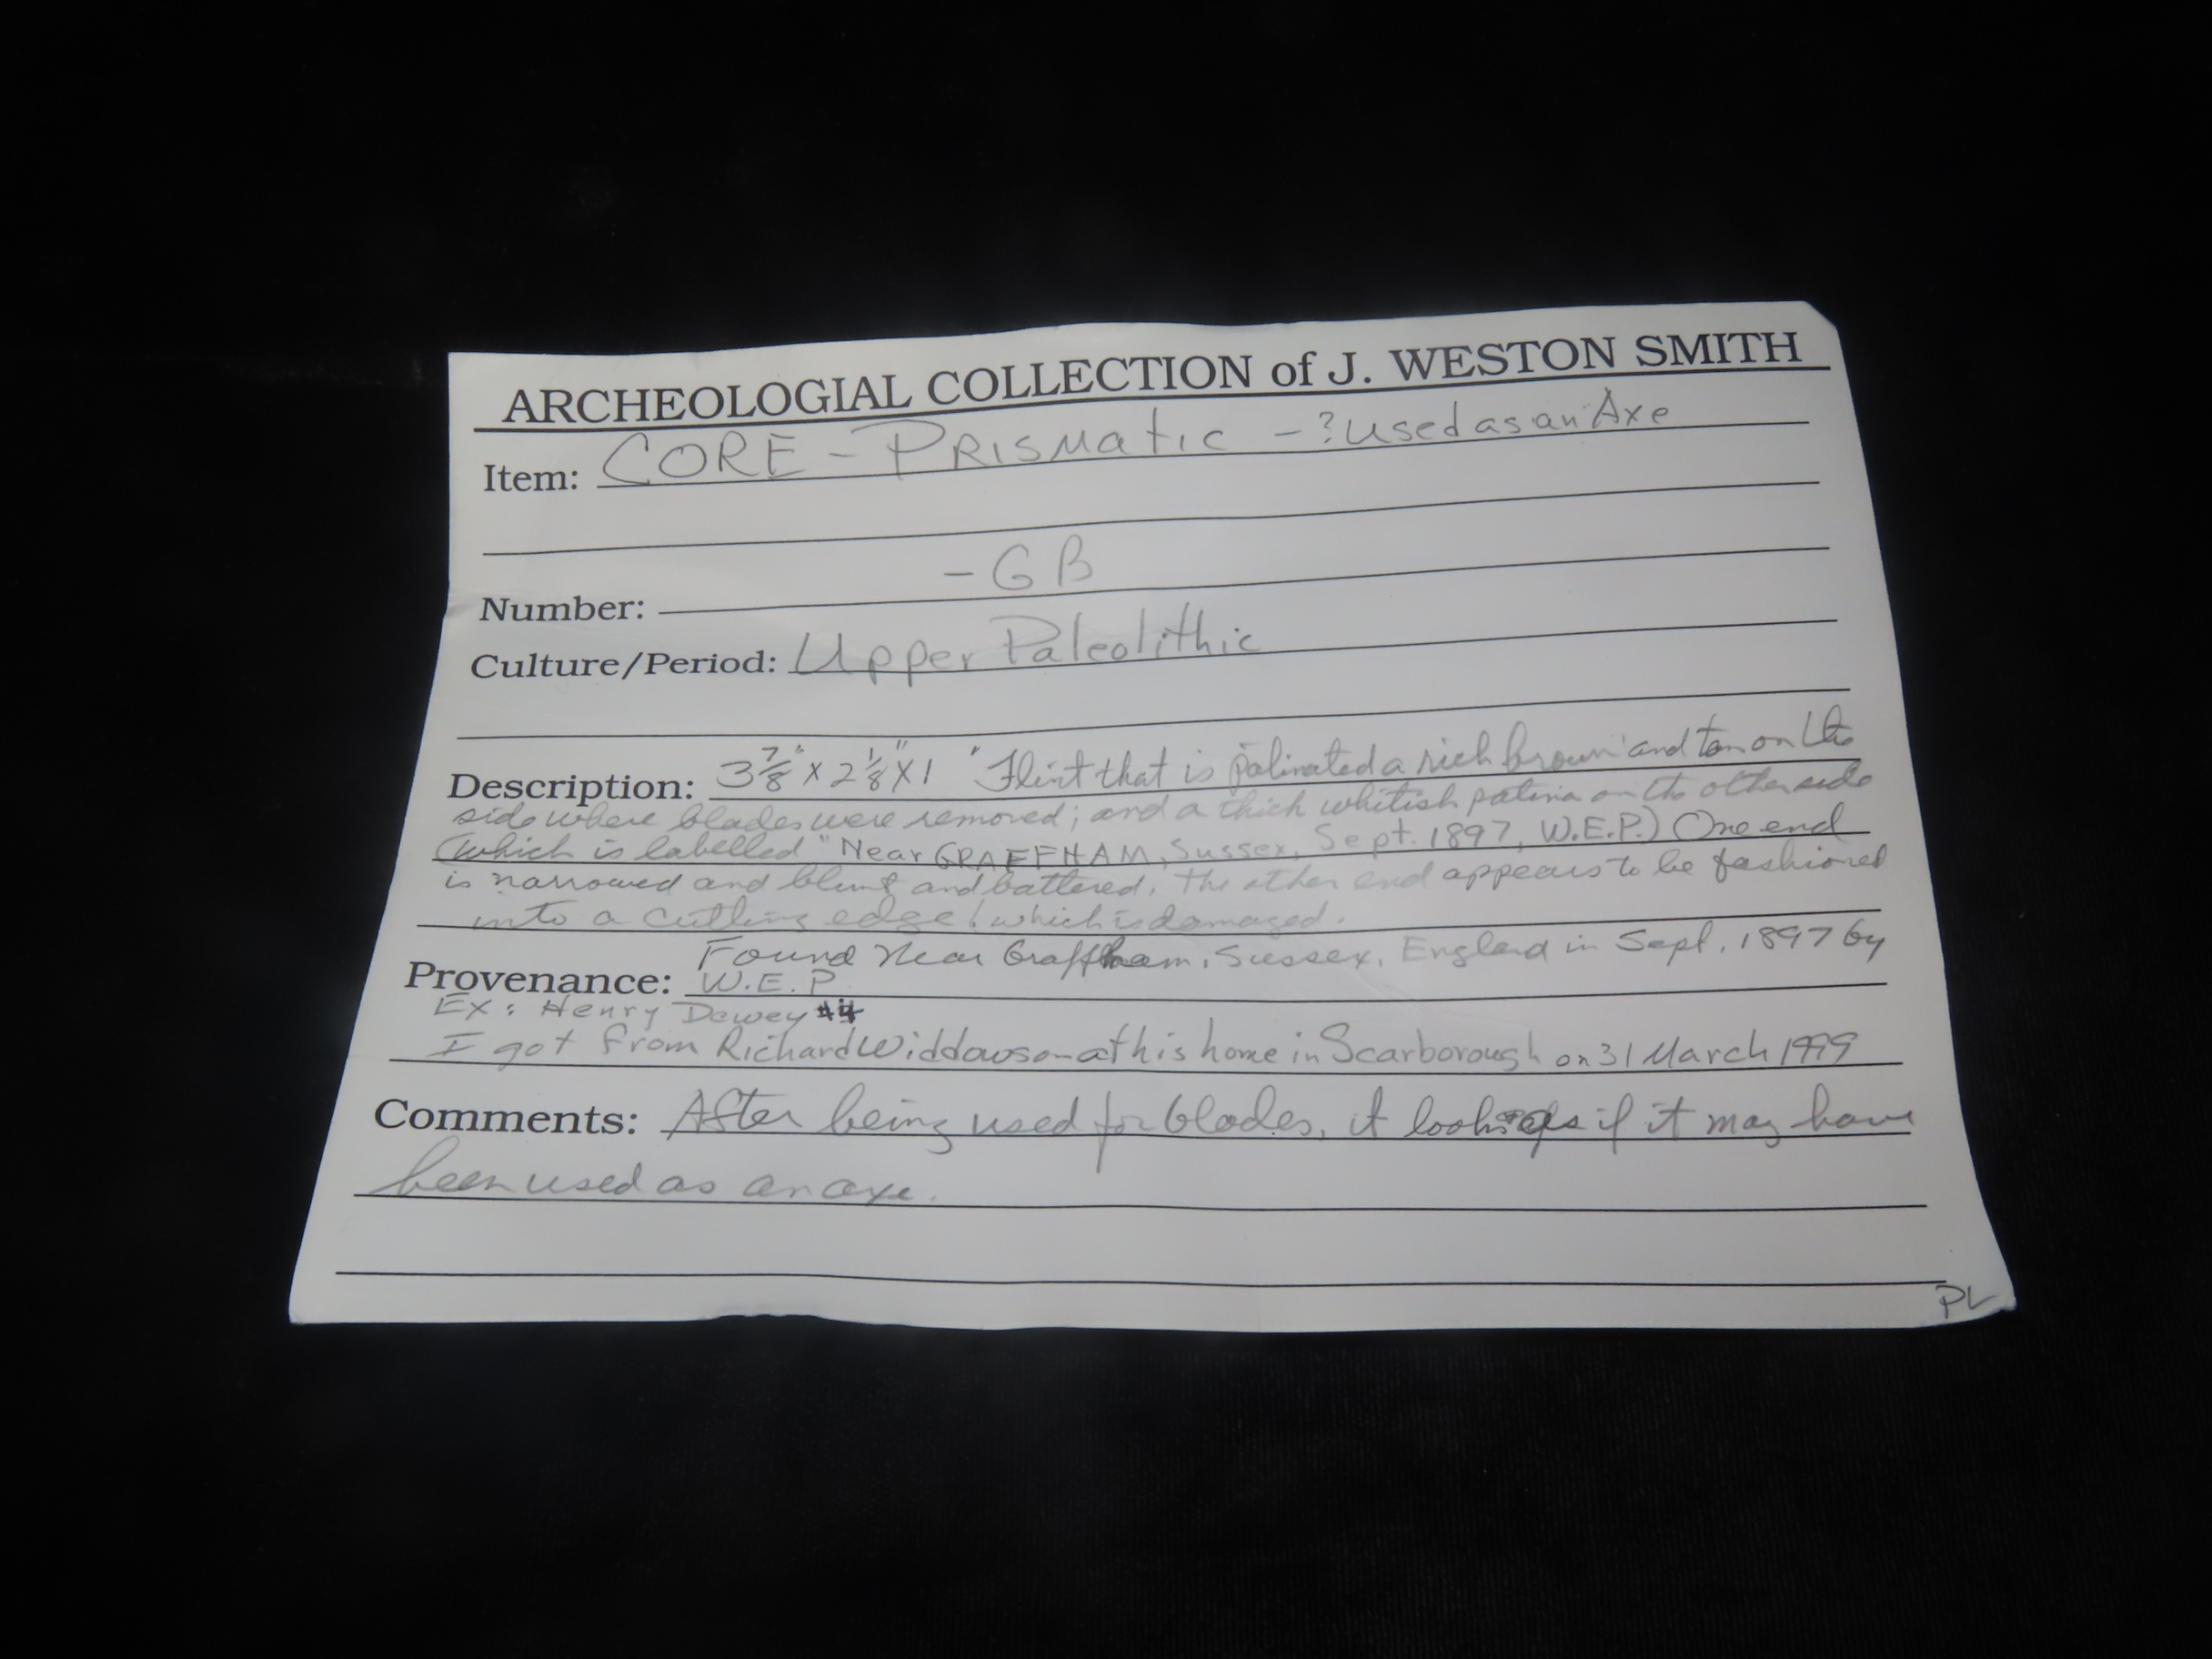 ARCHEOLOGIAL COLLECTION of J. WESTON SMITH
Item: CORE - PRISMatic - ? used as an Axe
Number: - GB
Culture/Period: Upper Paleolithic
Description: 3 7/8" x 2 1/8" x 1" Flint that is patinated a rich brown and tan on the
side where blades were removed; and a thick whitish patina on the other side
(which is labelled "Near GRAFFHAM, Sussex, Sept. 1897, W.E.P.) One end
is narrowed and blunt and battered. The other end appears to be fashioned
into a cutting edge, which is damaged.
Provenance: Found Near Graffham, Sussex, England in Sept. 1897 by
W.E.P
Ex: Henry Dewey
I got from Richard Widdowson at his home in Scarborough on 31 March 1999
Comments: After being used for blades, it looks as if it may have
been used as an axe.
PL